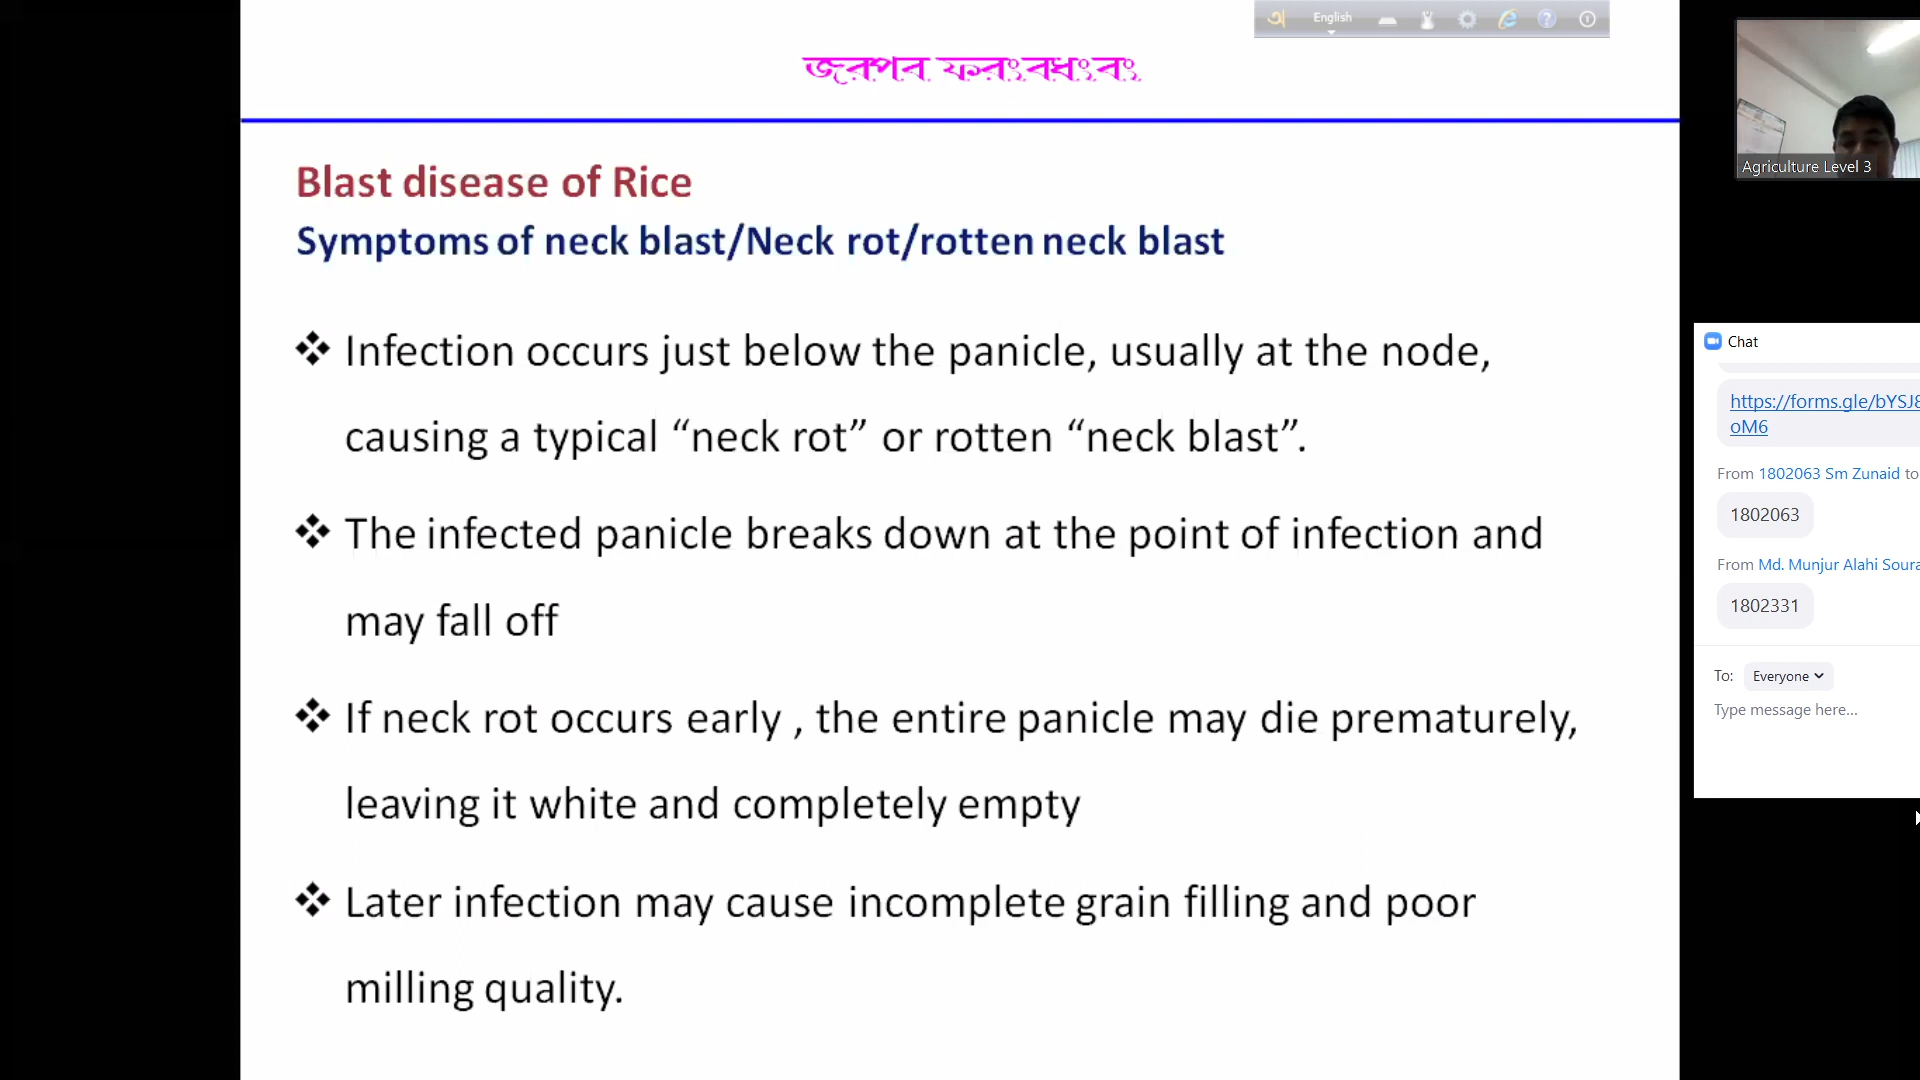 English
জরপব ফরংবধংবং
Blast disease of Rice
Symptoms of neck blast/Neck rot/rotten neck blast
❖ Infection occurs just below the panicle, usually at the node,
causing a typical “neck rot” or rotten “neck blast”.
❖ The infected panicle breaks down at the point of infection and
may fall off
❖ If neck rot occurs early , the entire panicle may die prematurely,
leaving it white and completely empty
❖ Later infection may cause incomplete grain filling and poor
milling quality.
Agriculture Level 3
Chat
https://forms.gle/bYSJ8
oM6
From 1802063 Sm Zunaid to
1802063
From Md. Munjur Alahi Soura
1802331
To: Everyone
Type message here...